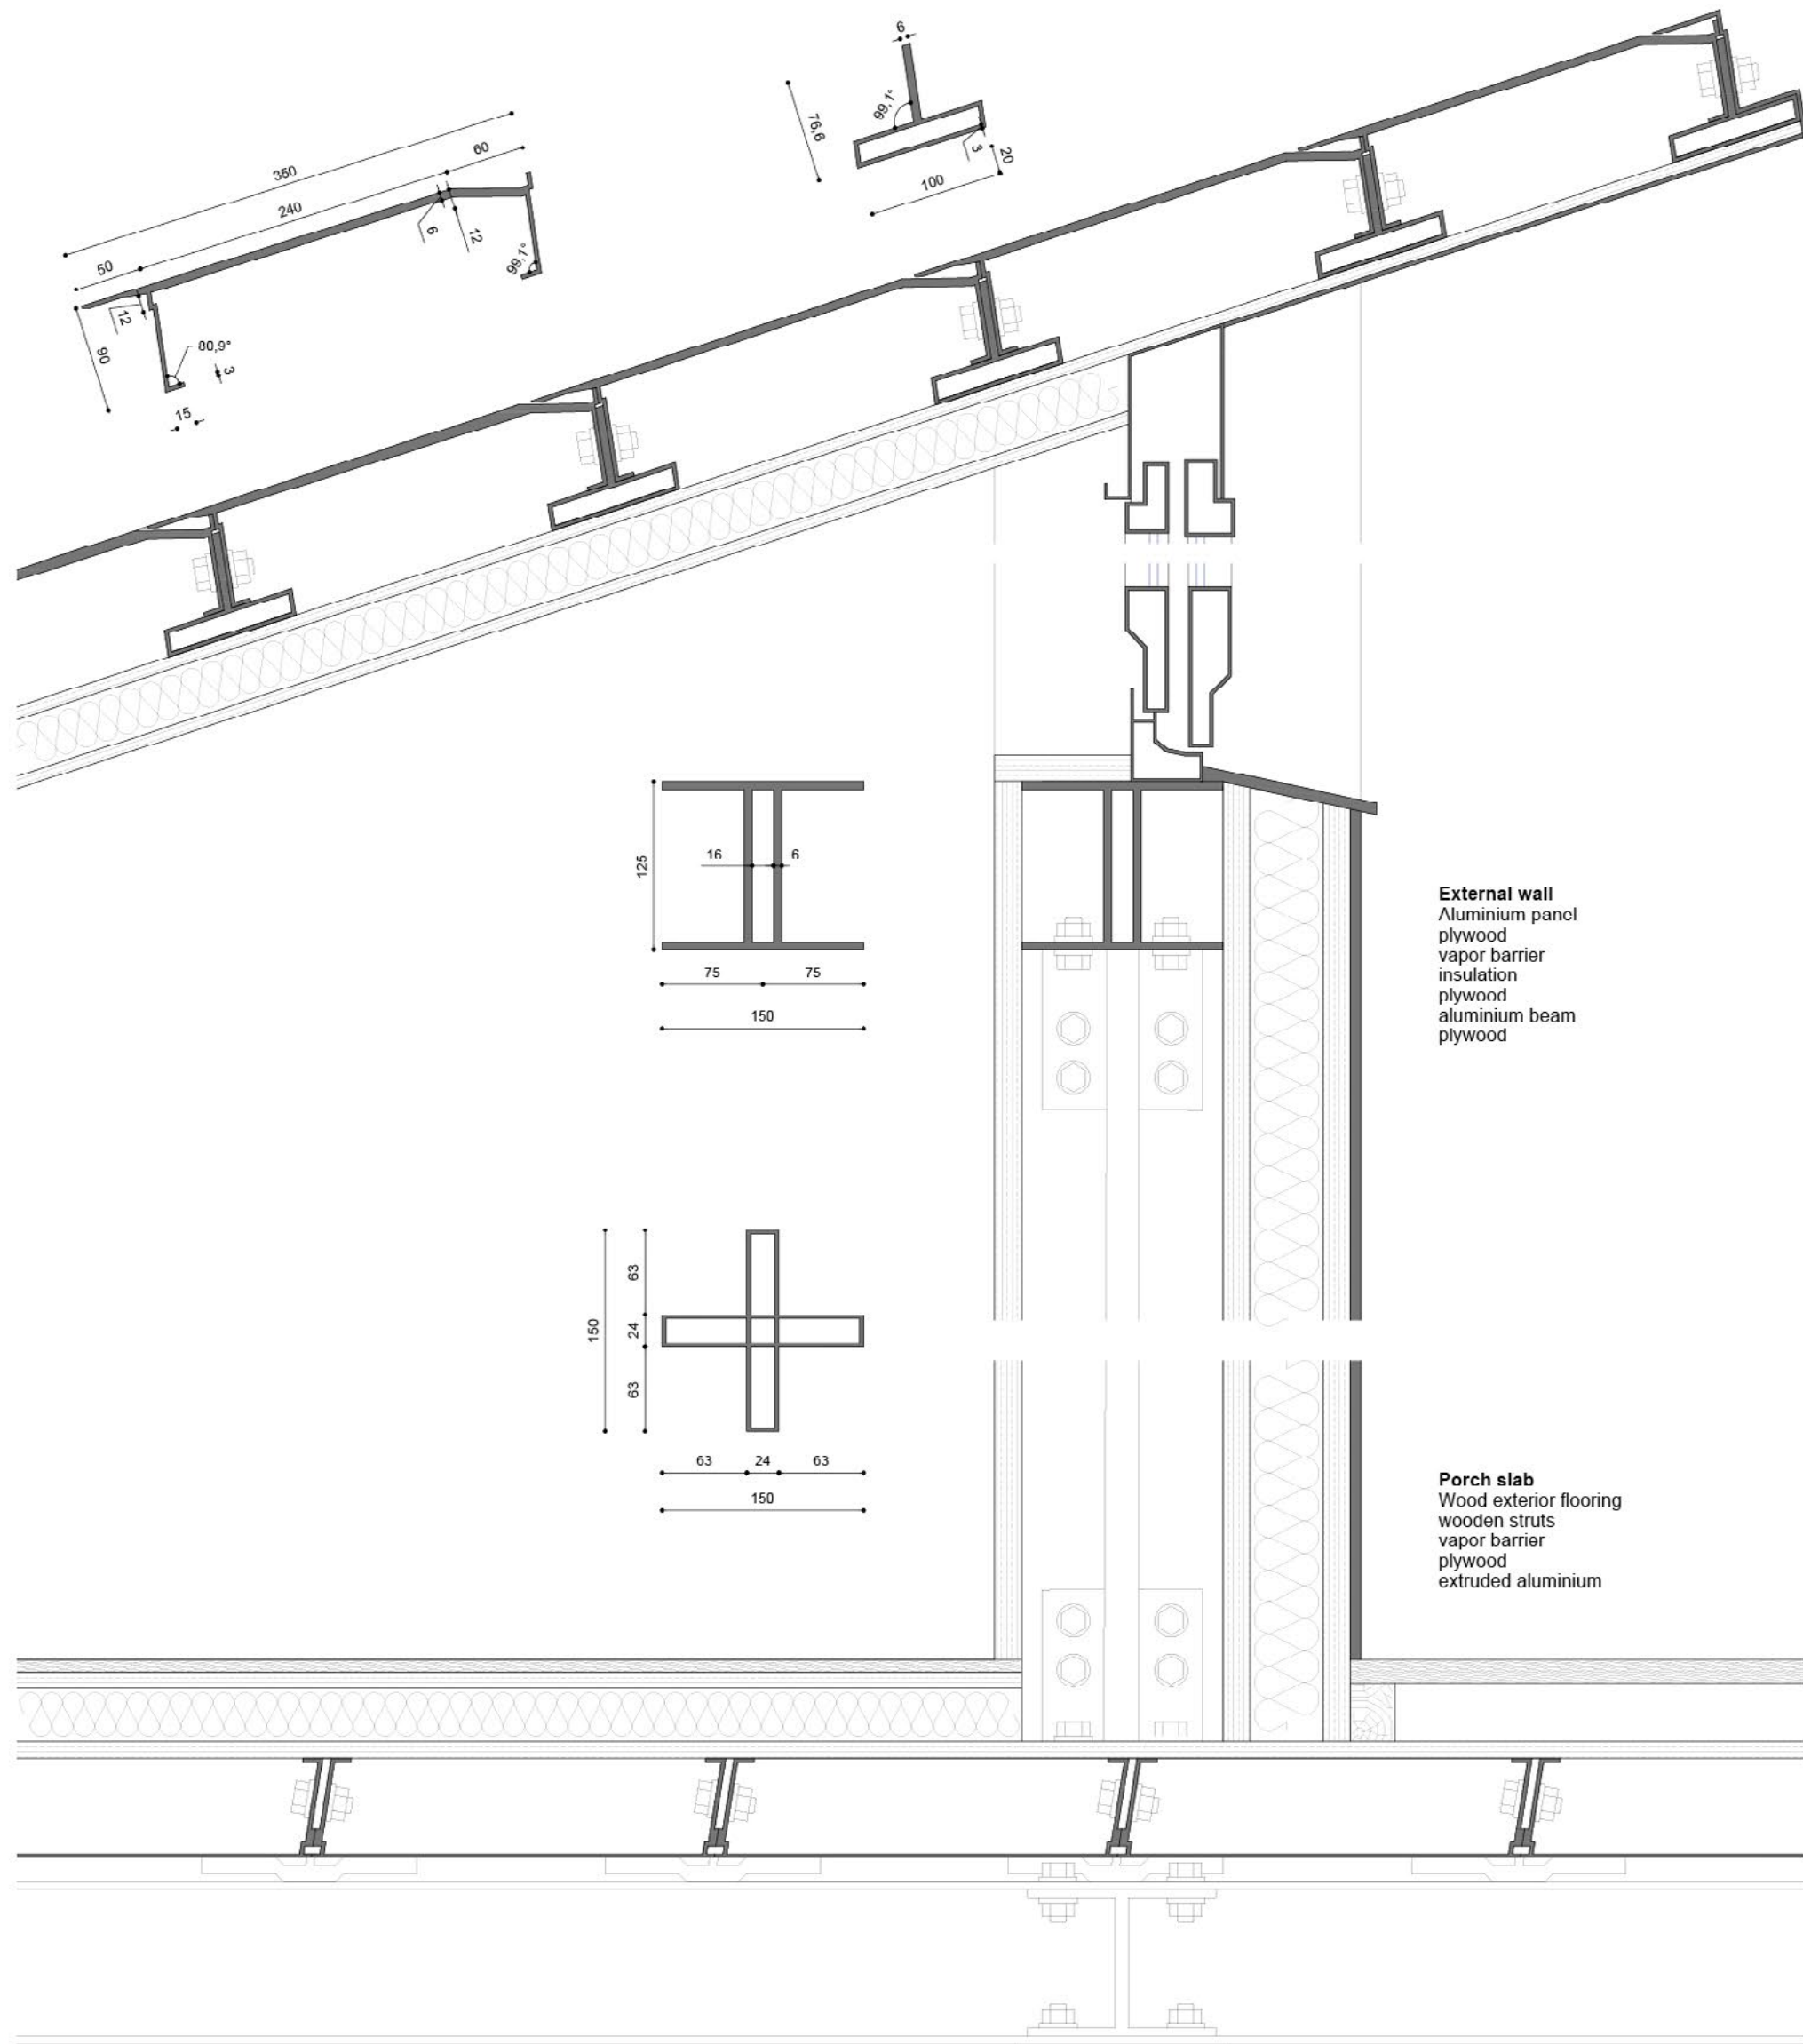 6
99,1°
76,6
3
20
100
350
60
240
50
6
12
99,1°
12
90
80,9°
3
15
125
16
6
75
75
150
External wall
Aluminium panel
plywood
vapor barrier
insulation
plywood
aluminium beam
plywood
150
63
24
63
63
24
63
150
Porch slab
Wood exterior flooring
wooden struts
vapor barrier
plywood
extruded aluminium